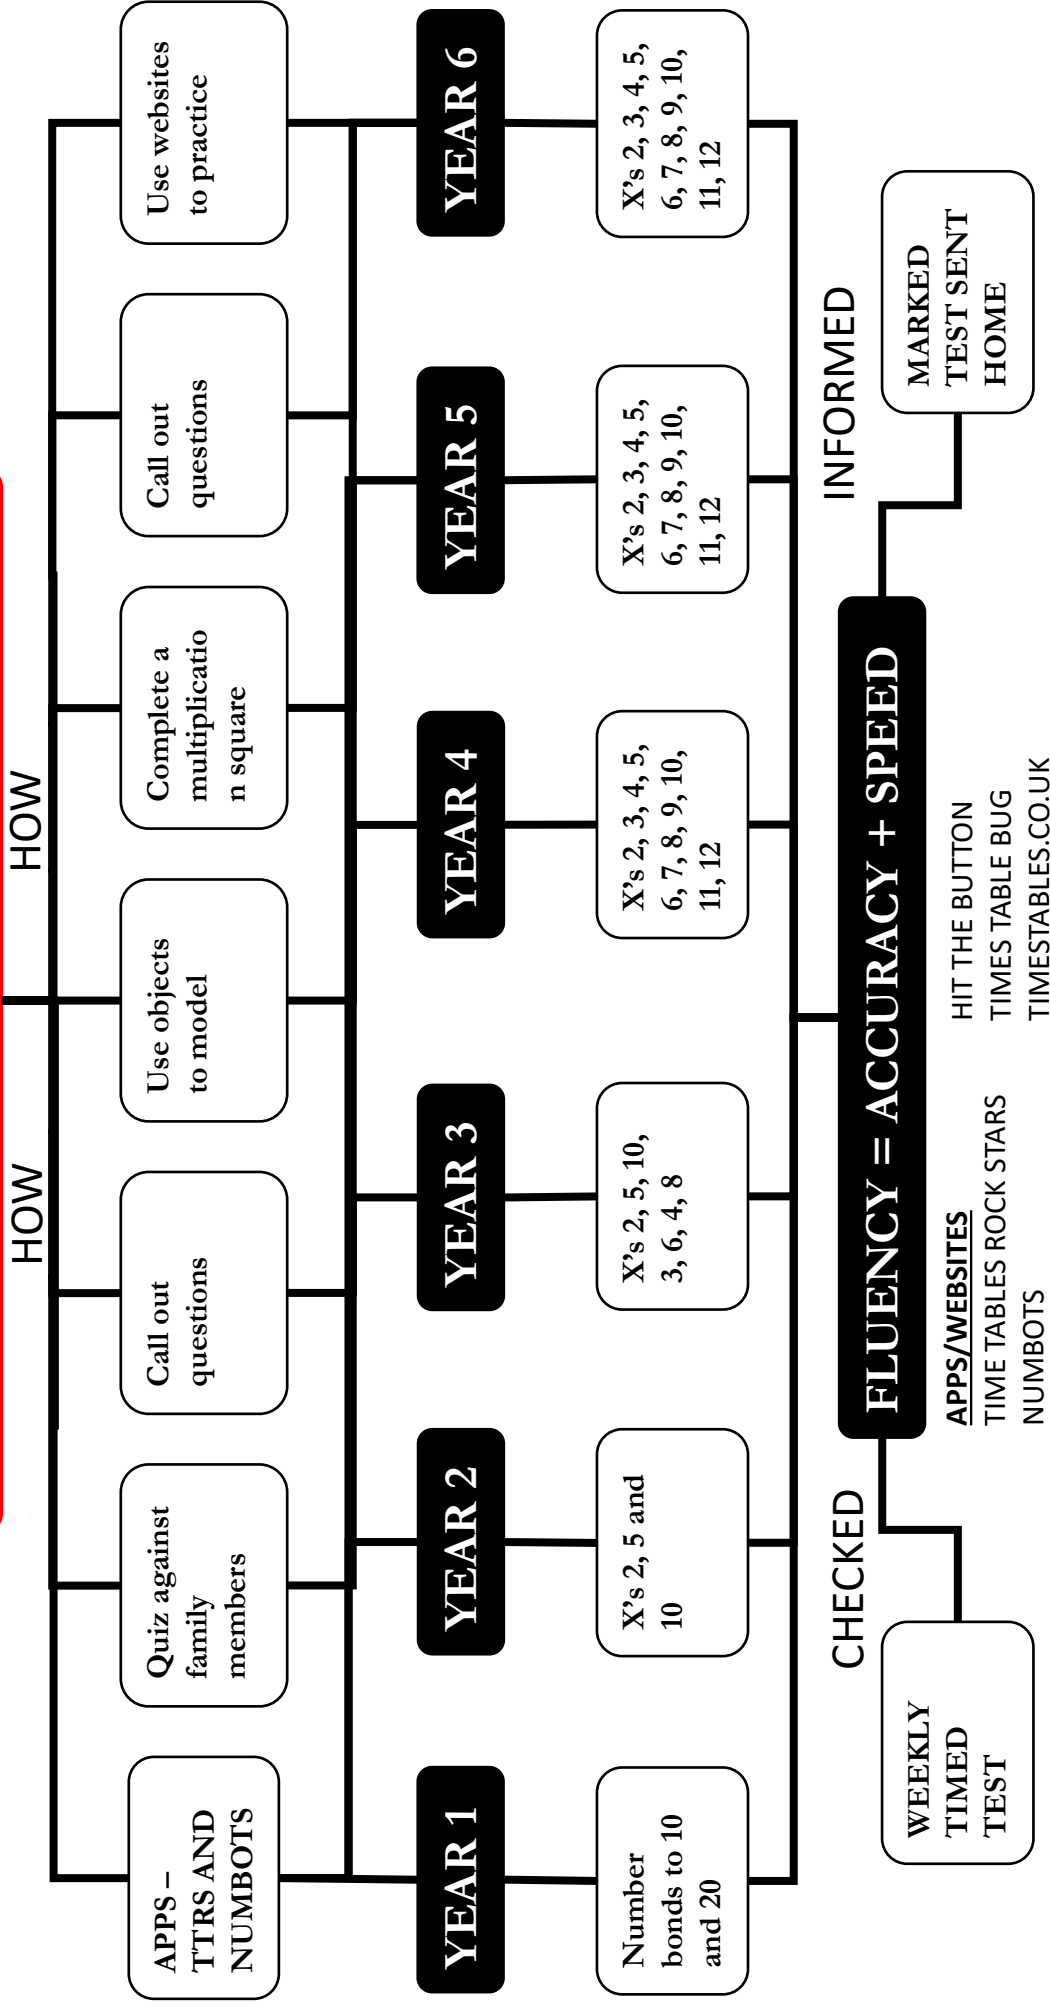 HOW
HOW
APPS –
TTRS AND
NUMBOTS
Quiz against
family
members
Call out
questions
Use objects
to model
Complete a
multiplicatio
n square
Call out
questions
Use websites
to practice
YEAR 1
YEAR 2
YEAR 3
YEAR 4
YEAR 5
YEAR 6
Number
bonds to 10
and 20
X’s 2, 5 and
10
X’s 2, 5, 10,
3, 6, 4, 8
X’s 2, 3, 4, 5,
6, 7, 8, 9, 10,
11, 12
X’s 2, 3, 4, 5,
6, 7, 8, 9, 10,
11, 12
X’s 2, 3, 4, 5,
6, 7, 8, 9, 10,
11, 12
CHECKED
INFORMED
FLUENCY = ACCURACY + SPEED
WEEKLY
TIMED
TEST
MARKED
TEST SENT
HOME
APPS/WEBSITES
TIME TABLES ROCK STARS
NUMBOTS
HIT THE BUTTON
TIMES TABLE BUG
TIMESTABLES.CO.UK